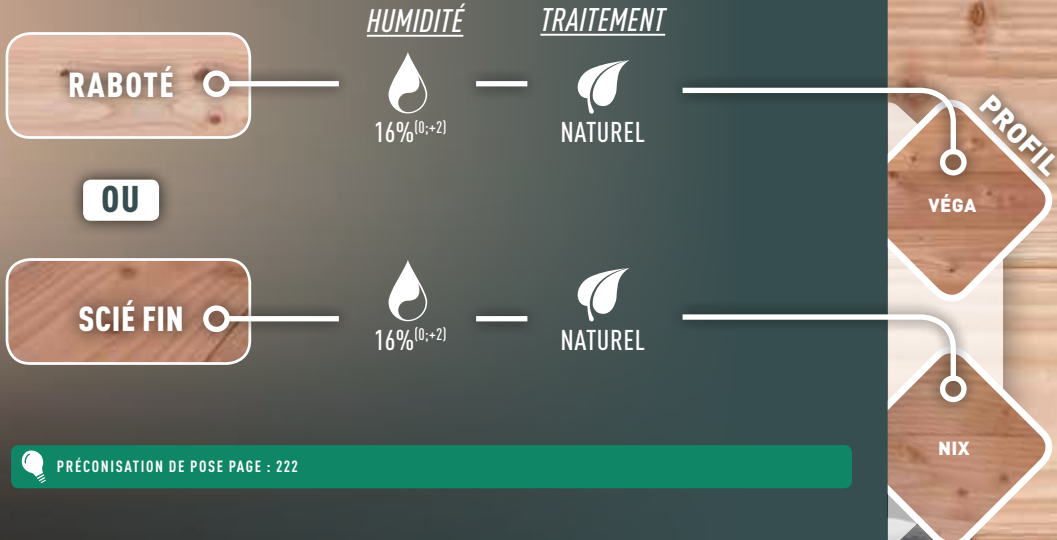 HUMIDITÉ
TRAITEMENT
RABOTÉ
16%(0;+2)
NATUREL
PROFIL
VÉGA
OU
SCIÉ FIN
16%(0;+2)
NATUREL
NIX
PRÉCONISATION DE POSE PAGE : 222